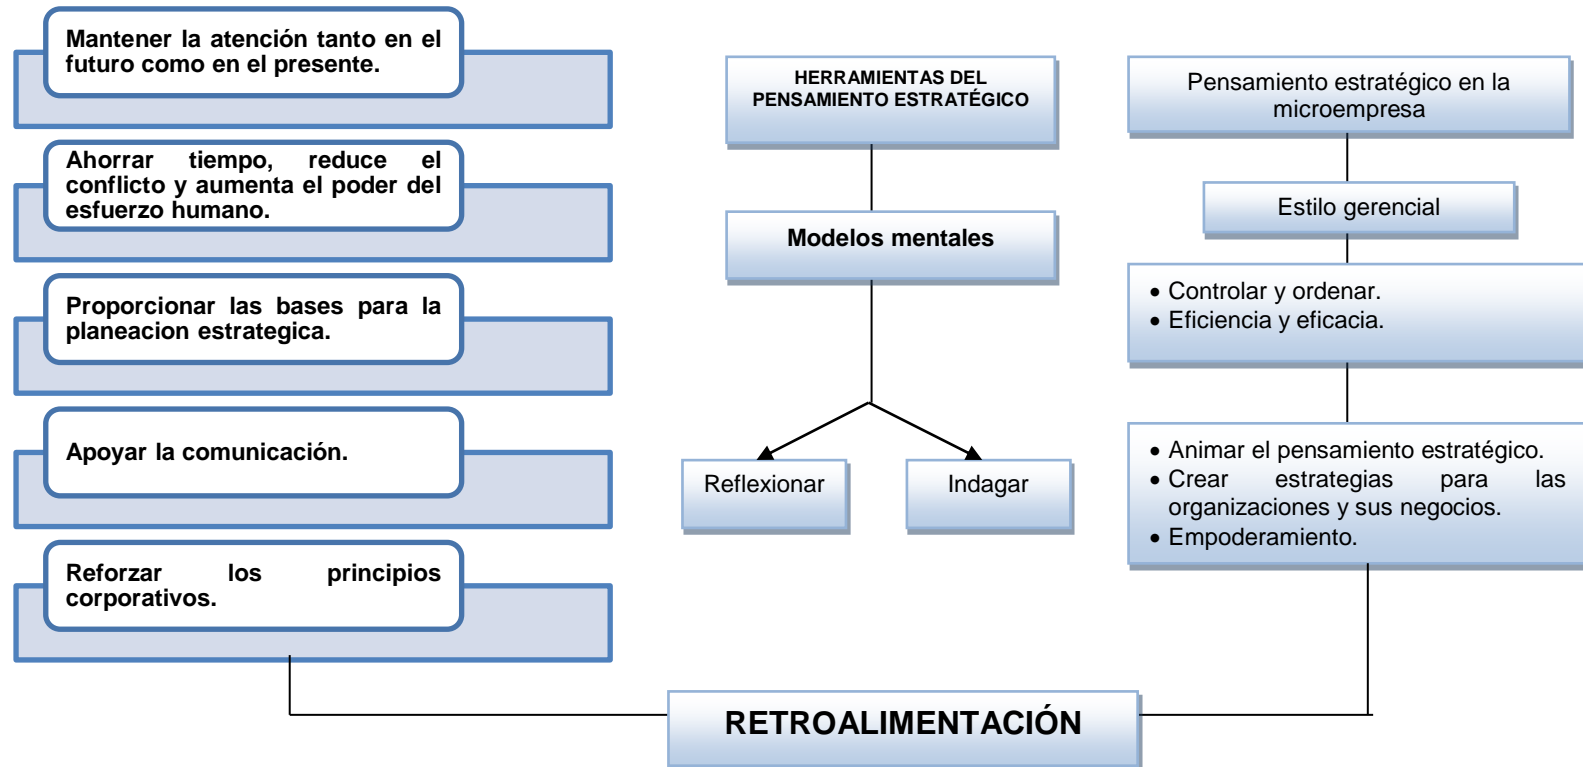 Mantener la atención tanto en el
futuro como en el presente.
Ahorrar tiempo, reduce el
conflicto y aumenta el poder del
esfuerzo humano.
Proporcionar las bases para la
planeacion estrategica.
Apoyar la comunicación.
Reforzar los principios
corporativos.
HERRAMIENTAS DEL
PENSAMIENTO ESTRATÉGICO
Modelos mentales
Reflexionar
Indagar
Pensamiento estratégico en la
microempresa
Estilo gerencial
• Controlar y ordenar.
• Eficiencia y eficacia.
• Animar el pensamiento estratégico.
• Crear estrategias para las
organizaciones y sus negocios.
• Empoderamiento.
RETROALIMENTACIÓN